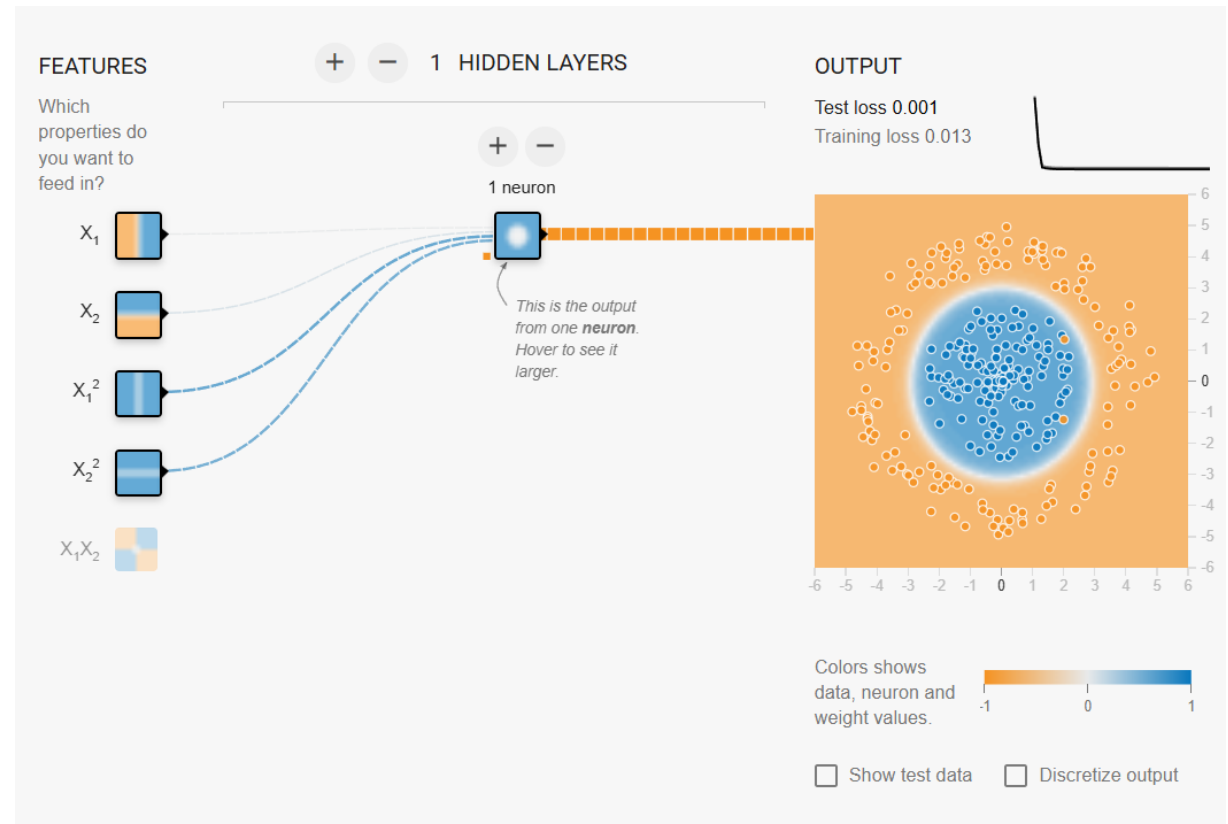 FEATURES
Which
properties do
you want to
feed in?
X₁
X₂
X₁²
X₂²
X₁X₂
+ − 1 HIDDEN LAYERS
+ −
1 neuron
This is the output
from one neuron.
Hover to see it
larger.
OUTPUT
Test loss 0.001
Training loss 0.013
6
5
4
3
2
1
0
-1
-2
-3
-4
-5
-6
-6 -5 -4 -3 -2 -1 0 1 2 3 4 5 6
Colors shows
data, neuron and
weight values.
-1 0 1
Show test data Discretize output